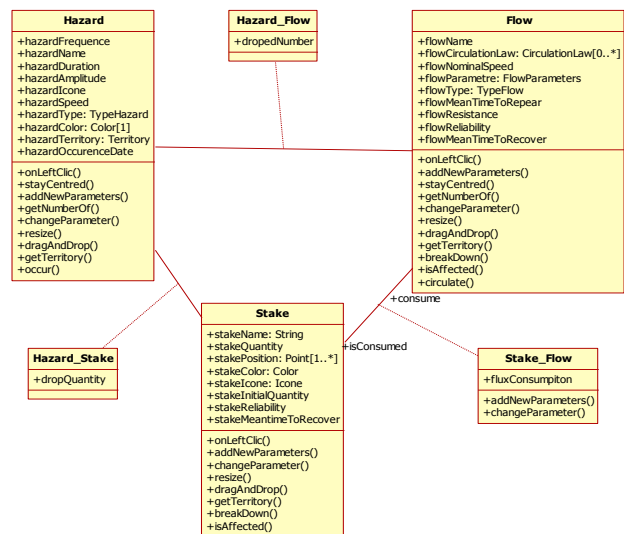 Hazard
+hazardFrequence
+hazardName
+hazardDuration
+hazardAmplitude
+hazardIcone
+hazardSpeed
+hazardType: TypeHazard
+hazardColor: Color[1]
+hazardTerritory: Territory
+hazardOccurenceDate
+onLeftClic()
+stayCentred()
+addNewParameters()
+getNumberOf()
+changeParameter()
+resize()
+dragAndDrop()
+getTerritory()
+occur()
Hazard_Flow
+dropedNumber
Flow
+flowName
+flowCirculationLaw: CirculationLaw[0..*]
+flowNominalSpeed
+flowParametre: FlowParameters
+flowType: TypeFlow
+flowMeanTimeToRepear
+flowResistance
+flowReliability
+flowMeanTimeToRecover
+onLeftClic()
+addNewParameters()
+stayCentred()
+getNumberOf()
+changeParameter()
+resize()
+dragAndDrop()
+getTerritory()
+breakDown()
+isAffected()
+circulate()
+consume
+isConsumed
Hazard_Stake
+dropQuantity
Stake
+stakeName: String
+stakeQuantity
+stakePosition: Point[1..*]
+stakeColor: Color
+stakeIcone: Icone
+stakeInitialQuantity
+stakeReliability
+stakeMeantimeToRecover
+onLeftClic()
+addNewParameters()
+changeParameter()
+resize()
+dragAndDrop()
+getTerritory()
+breakDown()
+isAffected()
Stake_Flow
+fluxConsumpiton
+addNewParameters()
+changeParameter()